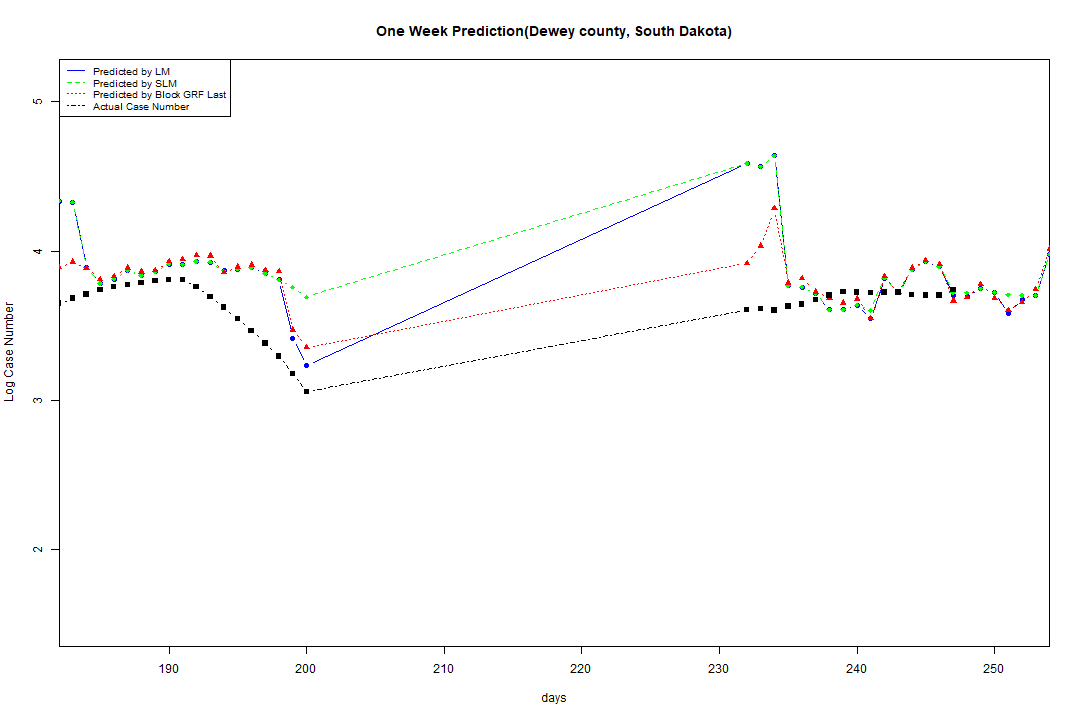 One Week Prediction(Dewey county, South Dakota)
Predicted by LM
Predicted by SLM
Predicted by Block GRF Last
Actual Case Number
5
4
3
2
Log Case Number
190 200 210 220 230 240 250
days